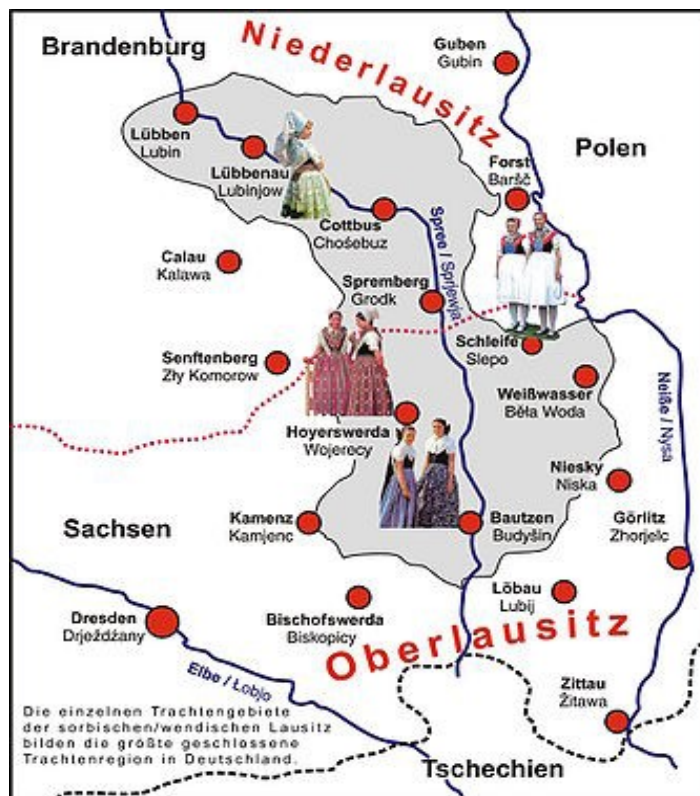 Brandenburg
Niederlausitz
Guben
Gubin
Polen
Lübben
Lubin
Lübbenau
Lubinjow
Forst
Baršć
Cottbus
Chośebuz
Spree / Sprjewja
Calau
Kalawa
Spremberg
Grodk
Schleife
Slepo
Senftenberg
Zły Komorow
Weißwasser
Běła Woda
Neiße / Nysa
Hoyerswerda
Wojerecy
Niesky
Niska
Sachsen
Kamenz
Kamjenc
Bautzen
Budyšin
Görlitz
Zhorjelc
Dresden
Drježdźany
Bischofswerda
Biskopicy
Löbau
Lubij
Oberlausitz
Elbe / Łobjo
Zittau
Žitawa
Die einzelnen Trachtengebiete
der sorbischen/wendischen Lausitz
bilden die größte geschlossene
Trachtenregion in Deutschland.
Tschechien